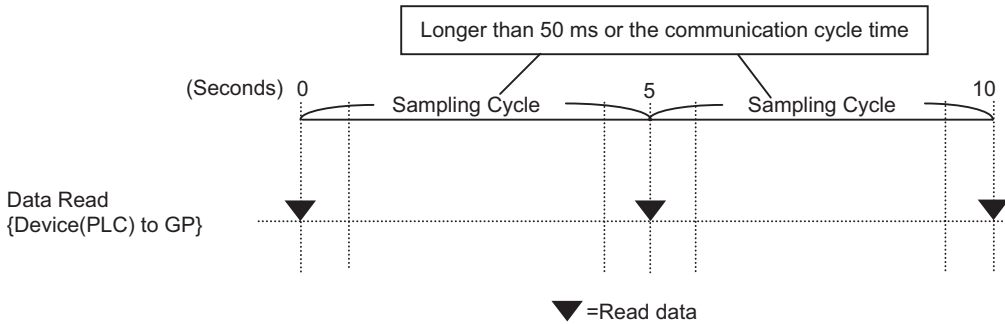 Longer than 50 ms or the communication cycle time
(Seconds) 0 5 10
Sampling Cycle Sampling Cycle
Data Read
{Device(PLC) to GP}
=Read data